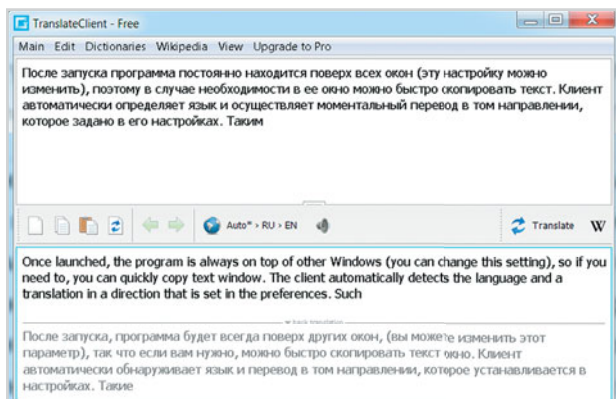 TranslateClient - Free
Main Edit Dictionaries Wikipedia View Upgrade to Pro
После запуска программа постоянно находится поверх всех окон (эту настройку можно
изменить), поэтому в случае необходимости в ее окно можно быстро скопировать текст. Клиент
автоматически определяет язык и осуществляет моментальный перевод в том направлении,
которое задано в его настройках. Таким
Auto* › RU › EN Translate W
Once launched, the program is always on top of other Windows (you can change this setting), so if you
need to, you can quickly copy text window. The client automatically detects the language and a
translation in a direction that is set in the preferences. Such
back translation
После запуска, программа будет всегда поверх других окон, (вы можете изменить этот
параметр), так что если вам нужно, можно быстро скопировать текст окно. Клиент
автоматически обнаруживает язык и перевод в том направлении, которое устанавливается в
настройках. Такие